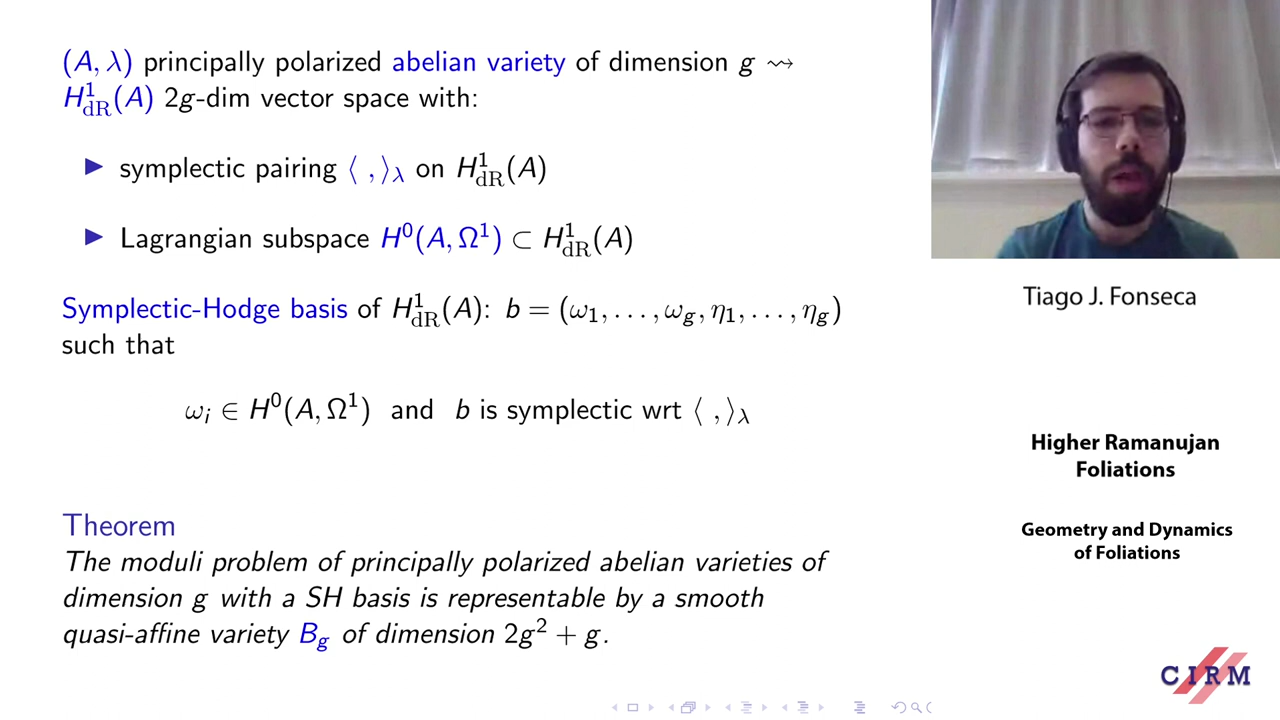 (A, λ) principally polarized abelian variety of dimension g ⇝
H¹_dR(A) 2g-dim vector space with:
▶ symplectic pairing ⟨ , ⟩_λ on H¹_dR(A)
▶ Lagrangian subspace H⁰(A, Ω¹) ⊂ H¹_dR(A)
Symplectic-Hodge basis of H¹_dR(A): b = (ω₁, . . . , ω_g, η₁, . . . , η_g)
such that
ω_i ∈ H⁰(A, Ω¹) and b is symplectic wrt ⟨ , ⟩_λ
Theorem
The moduli problem of principally polarized abelian varieties of
dimension g with a SH basis is representable by a smooth
quasi-affine variety B_g of dimension 2g² + g.
Tiago J. Fonseca
Higher Ramanujan
Foliations
Geometry and Dynamics
of Foliations
CIRM